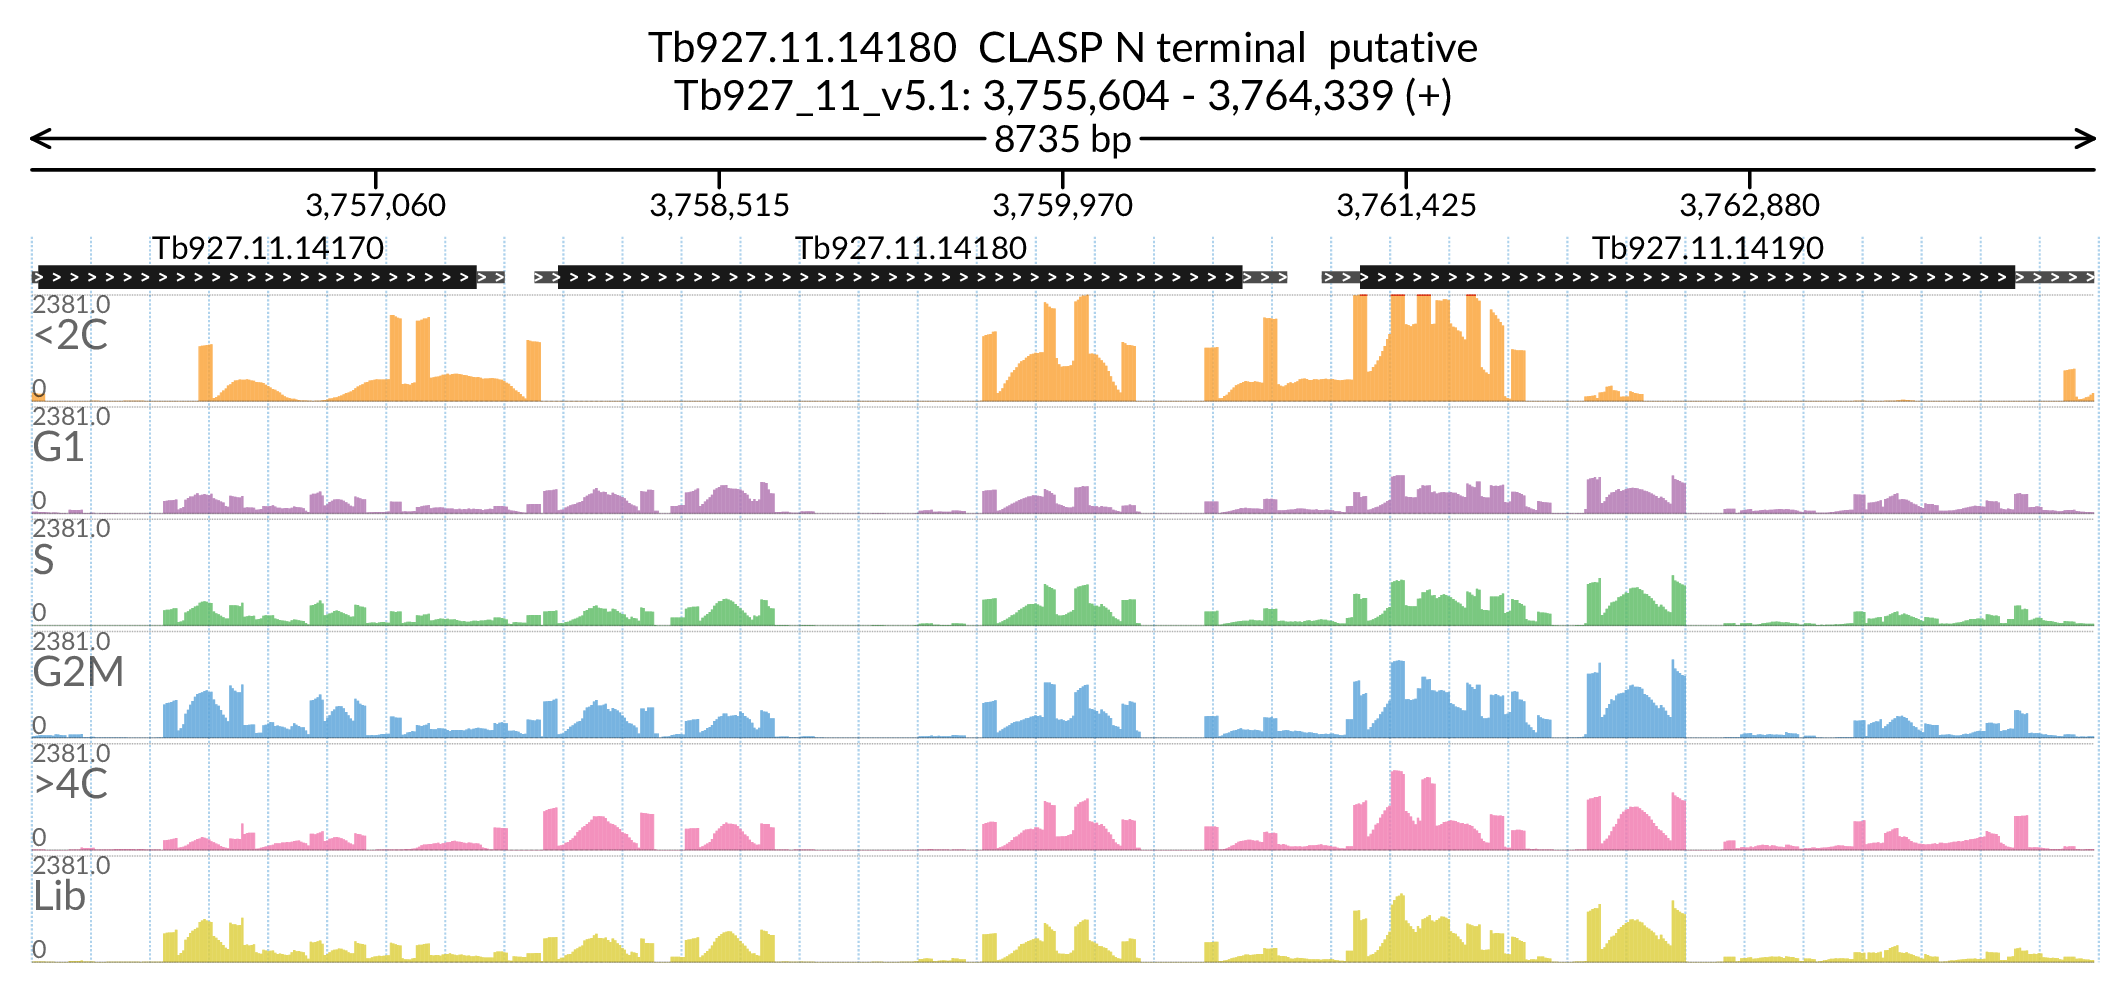 Tb927.11.14180  CLASP N terminal  putative
Tb927_11_v5.1: 3,755,604 - 3,764,339 (+)
8735 bp
3,757,060 3,758,515 3,759,970 3,761,425 3,762,880
Tb927.11.14170 Tb927.11.14180 Tb927.11.14190
2381.0
<2C
0
2381.0
G1
0
2381.0
S
0
2381.0
G2M
0
2381.0
>4C
0
2381.0
Lib
0